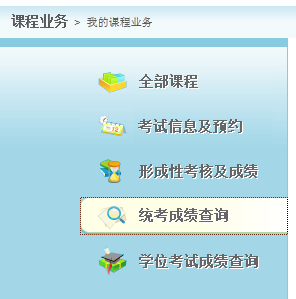 课程业务 > 我的课程业务
全部课程
考试信息及预约
形成性考核及成绩
统考成绩查询
学位考试成绩查询